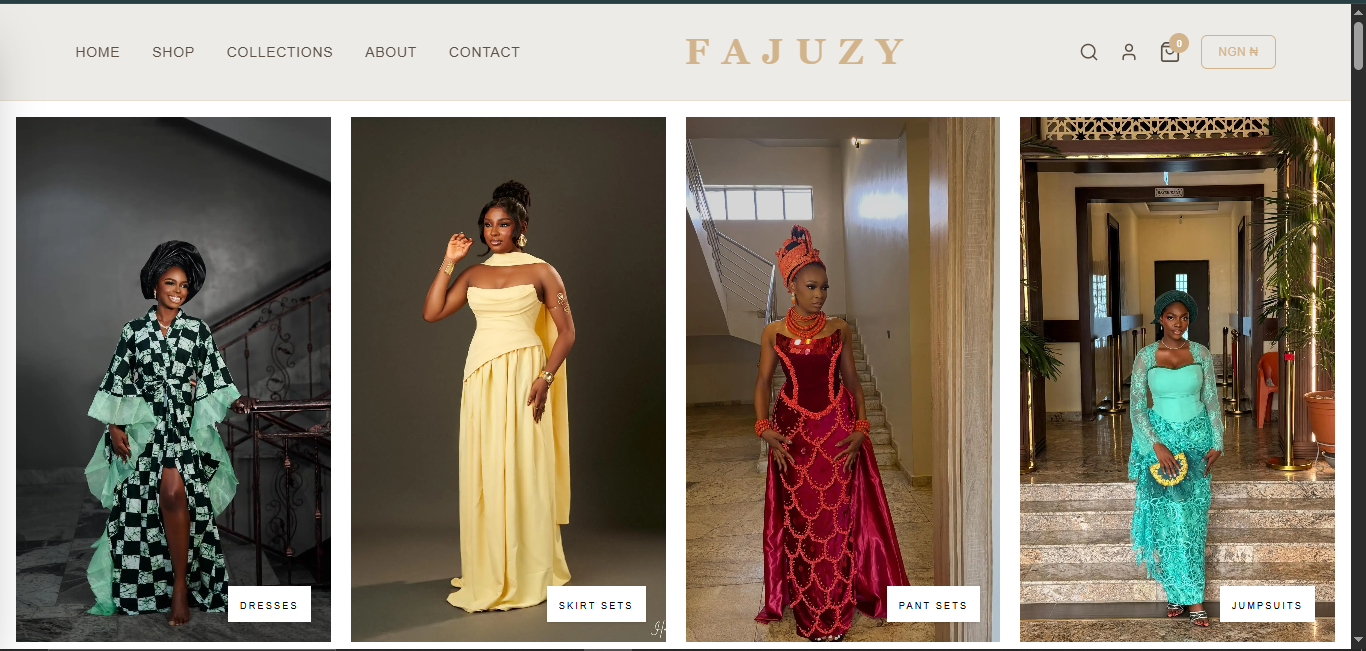 HOME SHOP COLLECTIONS ABOUT CONTACT
FAJUZY
0
NGN ₦
DRESSES
SKIRT SETS
PANT SETS
JUMPSUITS